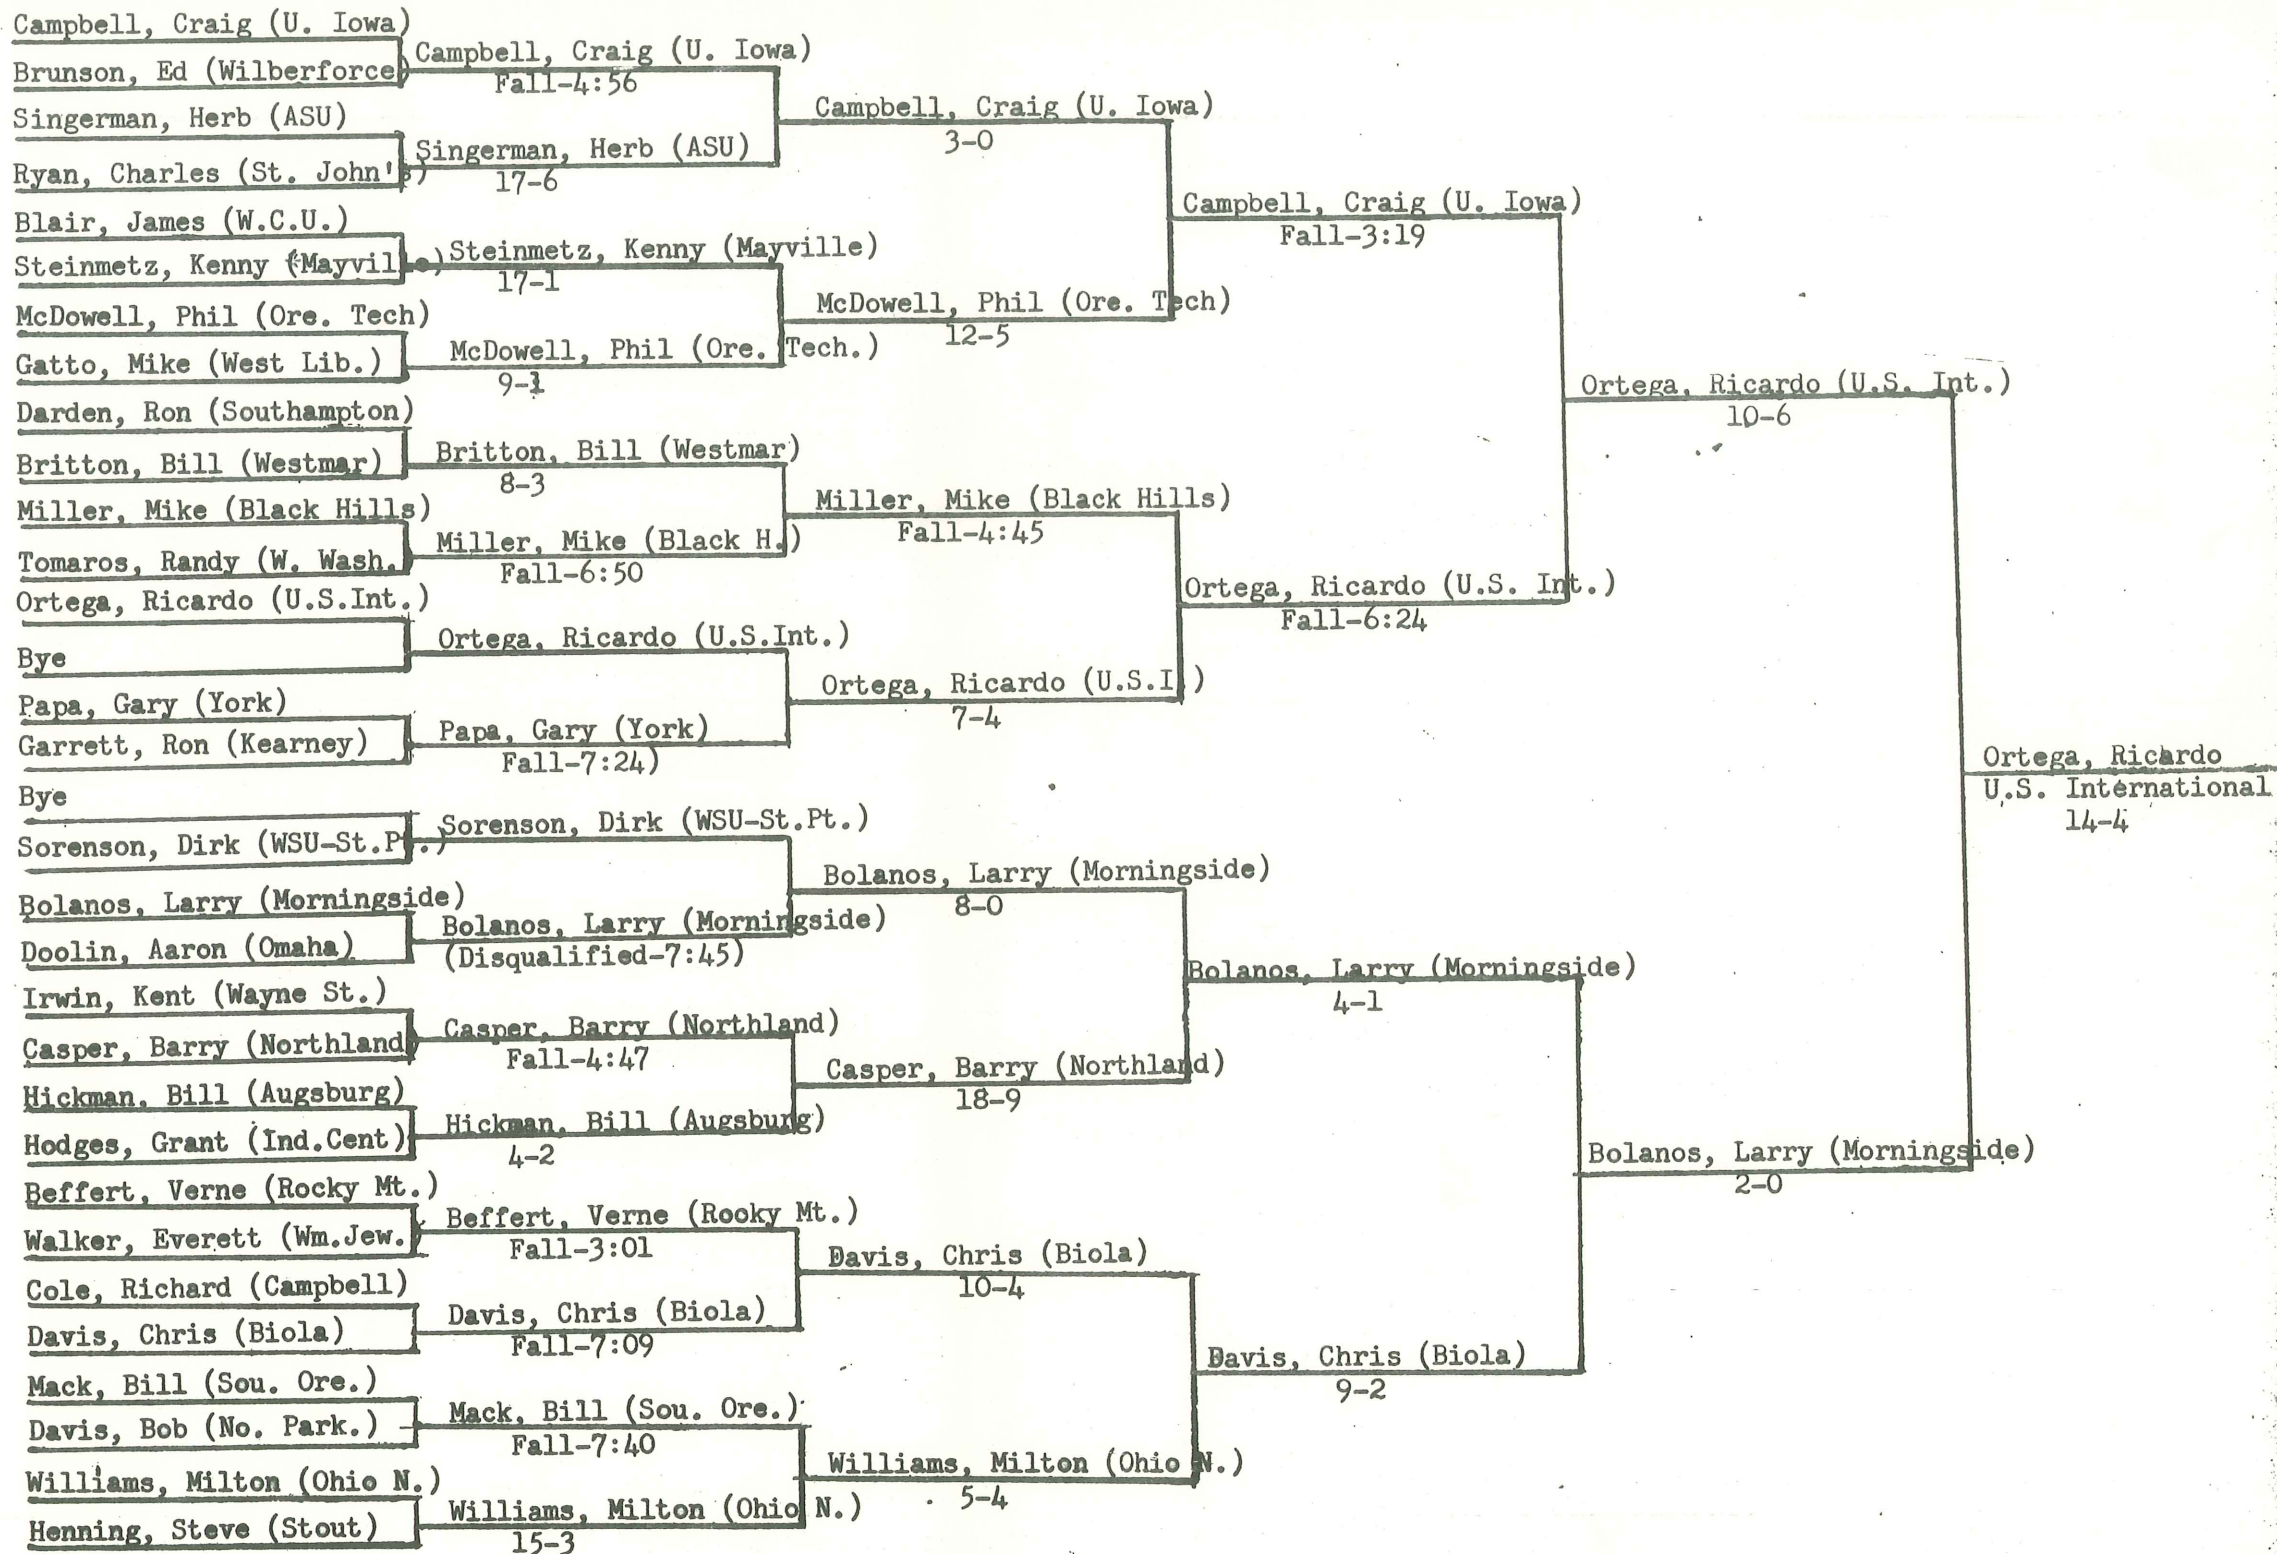 Campbell, Craig (U. Iowa)
Brunson, Ed (Wilberforce)
Singerman, Herb (ASU)
Ryan, Charles (St. John's)
Blair, James (W.C.U.)
Steinmetz, Kenny (Mayville)
McDowell, Phil (Ore. Tech)
Gatto, Mike (West Lib.)
Darden, Ron (Southampton)
Britton, Bill (Westmar)
Miller, Mike (Black Hills)
Tomaros, Randy (W. Wash.)
Ortega, Ricardo (U.S.Int.)
Bye
Papa, Gary (York)
Garrett, Ron (Kearney)
Bye
Sorenson, Dirk (WSU-St.Pt.)
Bolanos, Larry (Morningside)
Doolin, Aaron (Omaha)
Irwin, Kent (Wayne St.)
Casper, Barry (Northland)
Hickman, Bill (Augsburg)
Hodges, Grant (Ind.Cent)
Beffert, Verne (Rocky Mt.)
Walker, Everett (Wm.Jew.)
Cole, Richard (Campbell)
Davis, Chris (Biola)
Mack, Bill (Sou. Ore.)
Davis, Bob (No. Park.)
Williams, Milton (Ohio N.)
Henning, Steve (Stout)
Campbell, Craig (U. Iowa)
Fall-4:56
Singerman, Herb (ASU)
17-6
Steinmetz, Kenny (Mayville)
17-1
McDowell, Phil (Ore. Tech.)
9-1
Britton, Bill (Westmar)
8-3
Miller, Mike (Black H.)
Fall-6:50
Ortega, Ricardo (U.S.Int.)
Papa, Gary (York)
Fall-7:24)
Sorenson, Dirk (WSU-St.Pt.)
Bolanos, Larry (Morningside)
(Disqualified-7:45)
Casper, Barry (Northland)
Fall-4:47
Hickman, Bill (Augsburg)
4-2
Beffert, Verne (Rooky Mt.)
Fall-3:01
Davis, Chris (Biola)
Fall-7:09
Mack, Bill (Sou. Ore.)
Fall-7:40
Williams, Milton (Ohio N.)
15-3
Campbell, Craig (U. Iowa)
3-0
McDowell, Phil (Ore. Tech)
12-5
Miller, Mike (Black Hills)
Fall-4:45
Ortega, Ricardo (U.S.I.)
7-4
Bolanos, Larry (Morningside)
8-0
Casper, Barry (Northland)
18-9
Davis, Chris (Biola)
10-4
Williams, Milton (Ohio N.)
5-4
Campbell, Craig (U. Iowa)
Fall-3:19
Ortega, Ricardo (U.S. Int.)
Fall-6:24
Bolanos, Larry (Morningside)
4-1
Davis, Chris (Biola)
9-2
Ortega, Ricardo (U.S. Int.)
10-6
Bolanos, Larry (Morningside)
2-0
Ortega, Ricardo
U.S. International
14-4